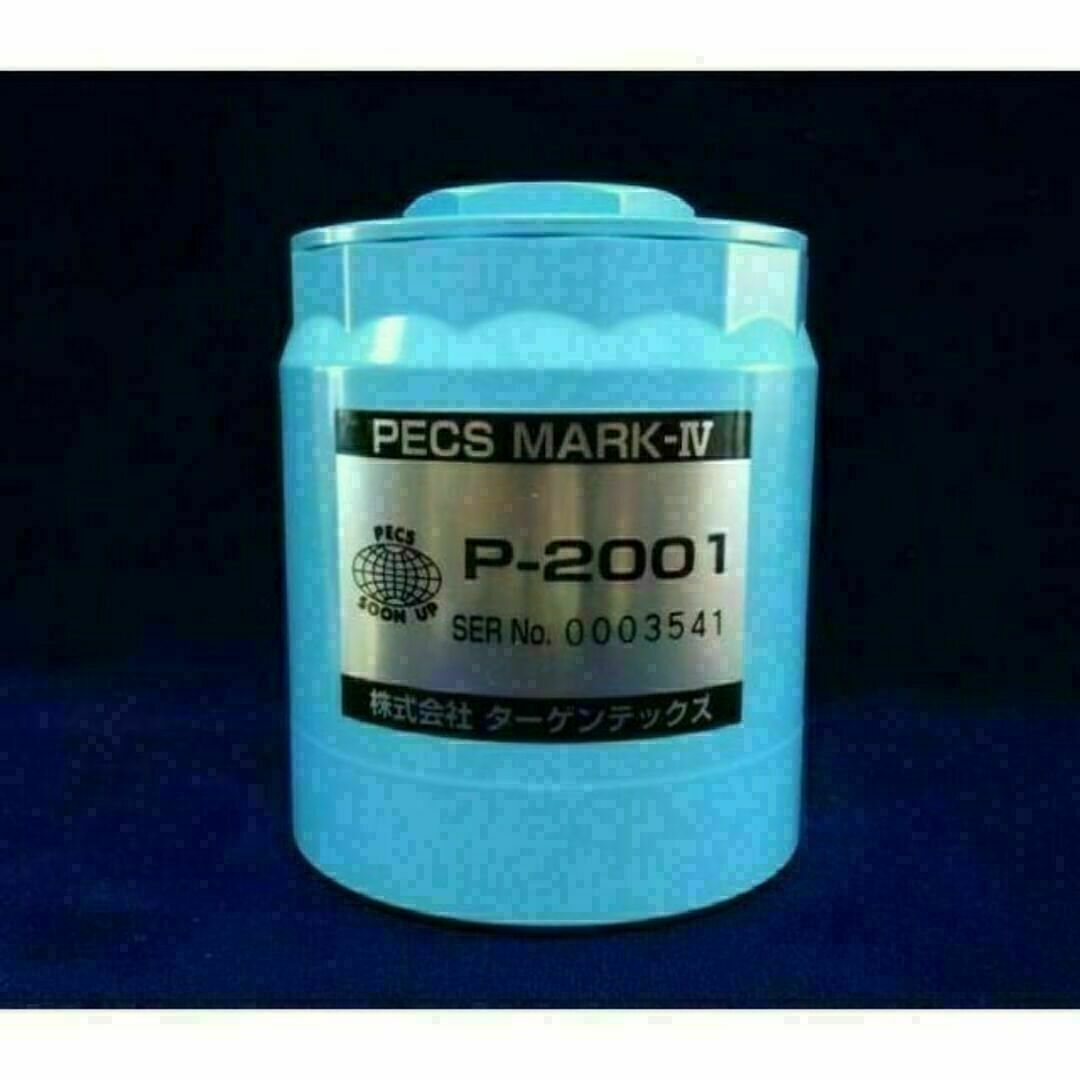 PECS MARK-Ⅳ
PECS
SOON UP
P-2001
SER No. 0003541
株式会社 ターゲンテックス